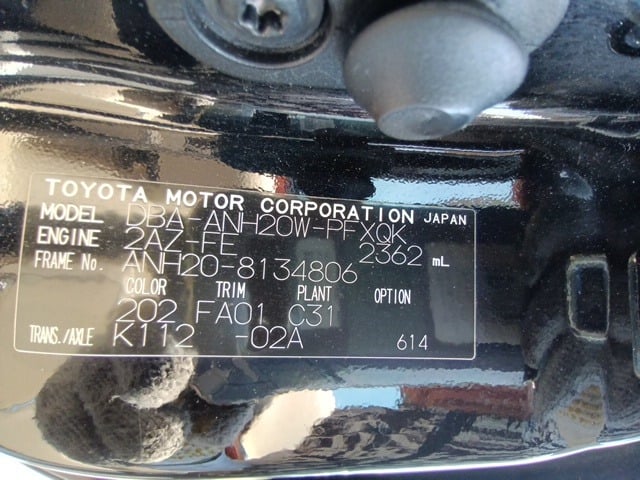 TOYOTA MOTOR CORPORATION JAPAN
MODEL DBA-ANH20W-PFXQK
ENGINE 2AZ-FE 2362 mL
FRAME No. ANH20-8134806
COLOR TRIM PLANT OPTION
202 FA01 C31
TRANS./AXLE K112 -02A 614